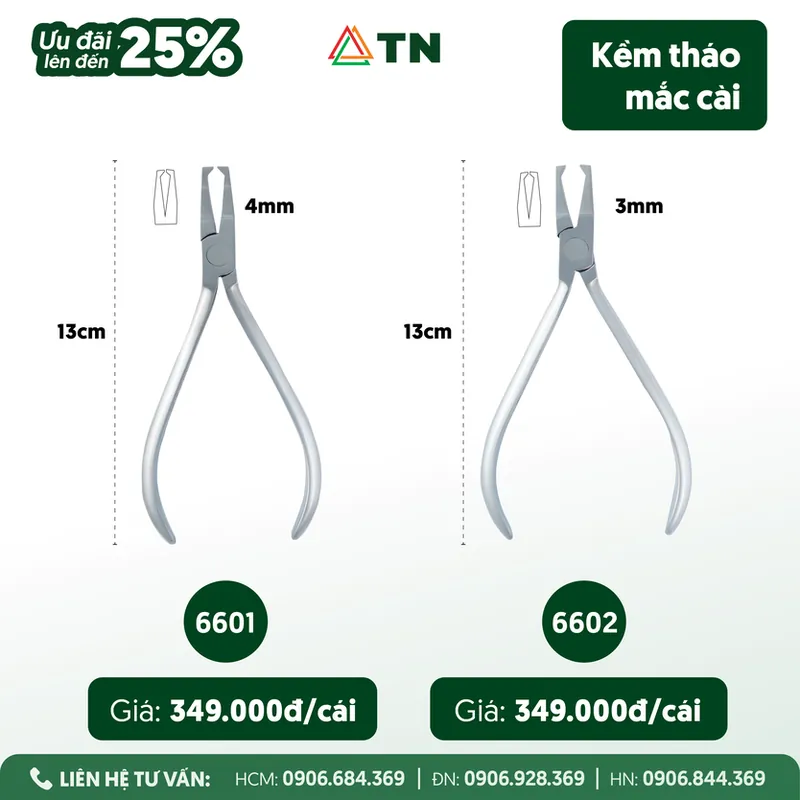 Ưu đãi
lên đến
25%
TN
Kềm tháo
mắc cài
4mm
3mm
13cm
13cm
6601
6602
Giá: 349.000đ/cái
Giá: 349.000đ/cái
LIÊN HỆ TƯ VẤN: HCM: 0906.684.369 | ĐN: 0906.928.369 | HN: 0906.844.369